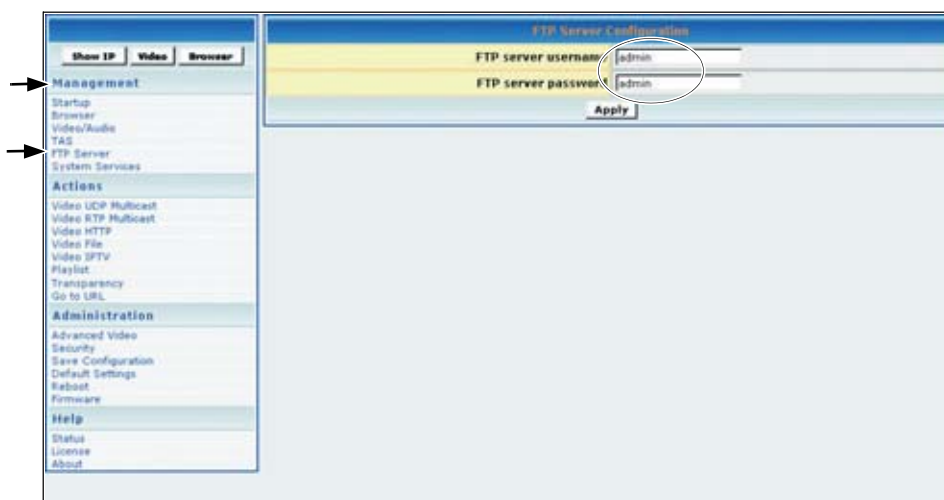 Show IP Video Browser
Management
Startup
Browser
Video/Audio
TAS
FTP Server
System Services
Actions
Video UDP Multicast
Video RTP Multicast
Video HTTP
Video File
Video IPTV
Playlist
Transparency
Go to URL
Administration
Advanced Video
Security
Save Configuration
Default Settings
Reboot
Firmware
Help
Status
License
About
FTP Server Configuration
FTP server username admin
FTP server password admin
Apply